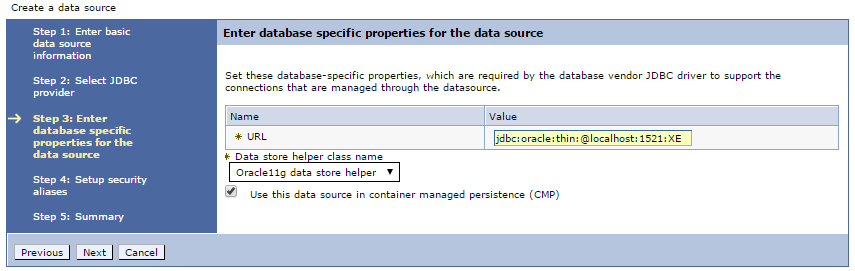 Create a data source
Step 1: Enter basic
data source
information
Step 2: Select JDBC
provider
Step 3: Enter
database specific
properties for the
data source
Step 4: Setup security
aliases
Step 5: Summary
Enter database specific properties for the data source
Set these database-specific properties, which are required by the database vendor JDBC driver to support the
connections that are managed through the datasource.
Name Value
* URL jdbc:oracle:thin:@localhost:1521:XE
* Data store helper class name
Oracle11g data store helper
Use this data source in container managed persistence (CMP)
Previous Next Cancel